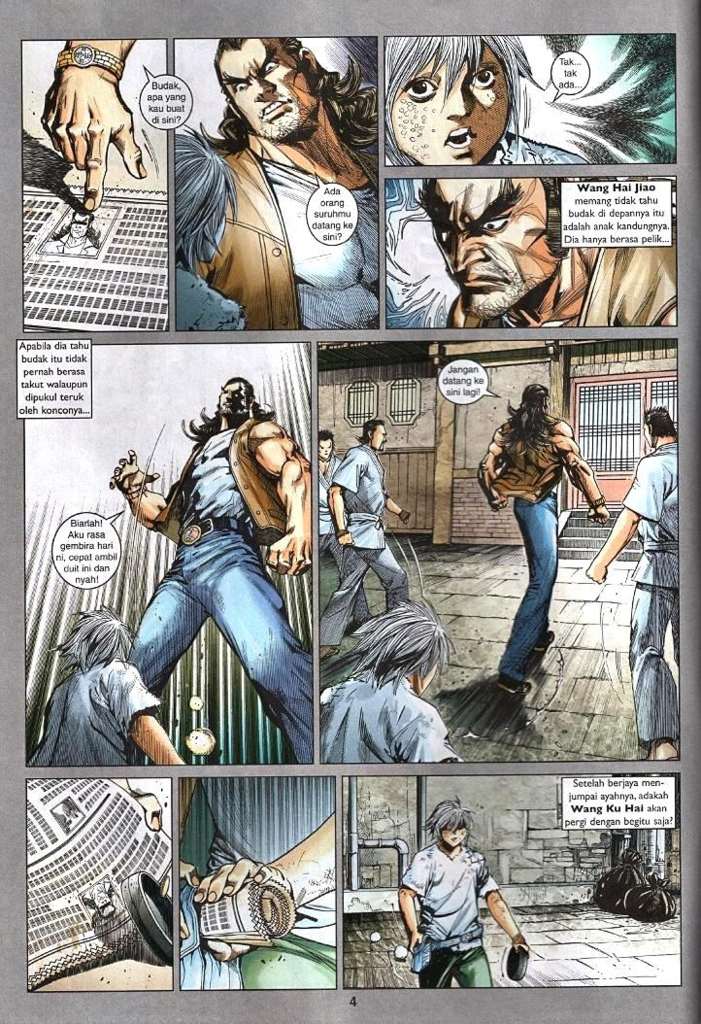 Budak,
apa yang
kau buat
di sini?
Ada
orang
suruhmu
datang ke
sini?
Tak...
tak
ada...
Wang Hai Jiao
memang tidak tahu
budak di depannya itu
adalah anak kandungnya.
Dia hanya berasa pelik...
Apabila dia tahu
budak itu tidak
pernah berasa
takut walaupun
dipukul teruk
oleh konconya...
Biarlah!
Aku rasa
gembira hari
ni, cepat ambil
duit ini dan
nyah!
Jangan
datang ke
sini lagi!
Setelah berjaya men-
jumpai ayahnya, adakah
Wang Ku Hai akan
pergi dengan begitu saja?
4